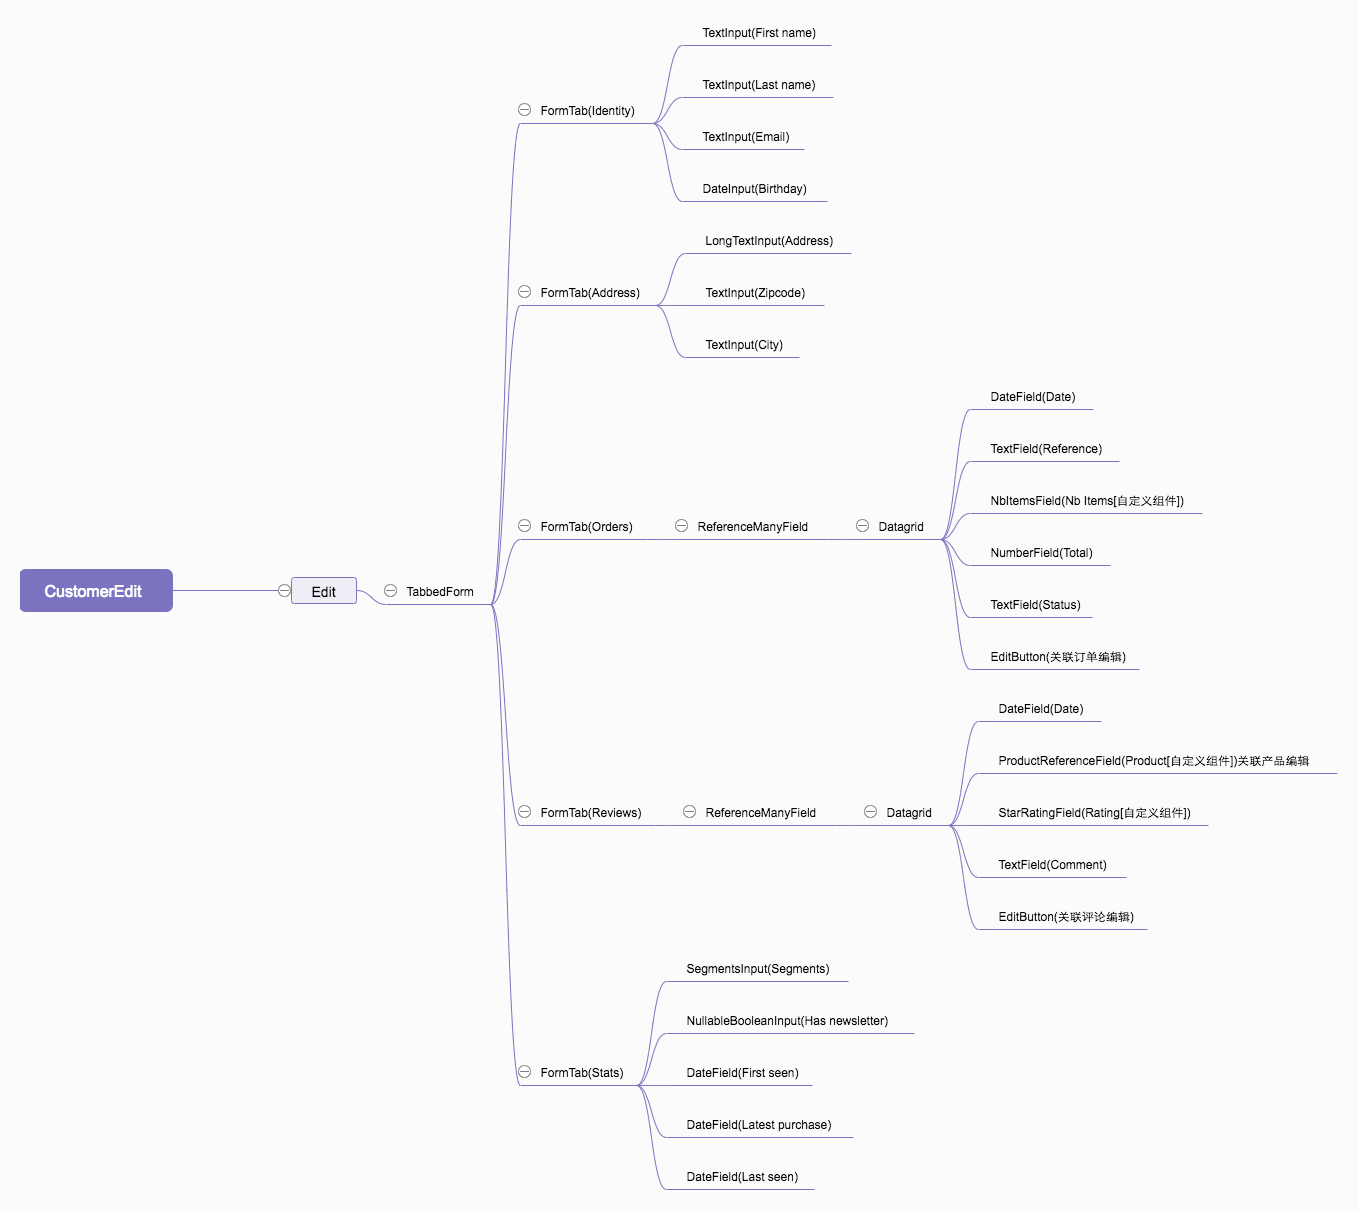 CustomerEdit
Edit
TabbedForm
FormTab(Identity)
TextInput(First name)
TextInput(Last name)
TextInput(Email)
DateInput(Birthday)
FormTab(Address)
LongTextInput(Address)
TextInput(Zipcode)
TextInput(City)
FormTab(Orders)
ReferenceManyField
Datagrid
DateField(Date)
TextField(Reference)
NbItemsField(Nb Items[自定义组件])
NumberField(Total)
TextField(Status)
EditButton(关联订单编辑)
FormTab(Reviews)
ReferenceManyField
Datagrid
DateField(Date)
ProductReferenceField(Product[自定义组件])关联产品编辑
StarRatingField(Rating[自定义组件])
TextField(Comment)
EditButton(关联评论编辑)
FormTab(Stats)
SegmentsInput(Segments)
NullableBooleanInput(Has newsletter)
DateField(First seen)
DateField(Latest purchase)
DateField(Last seen)